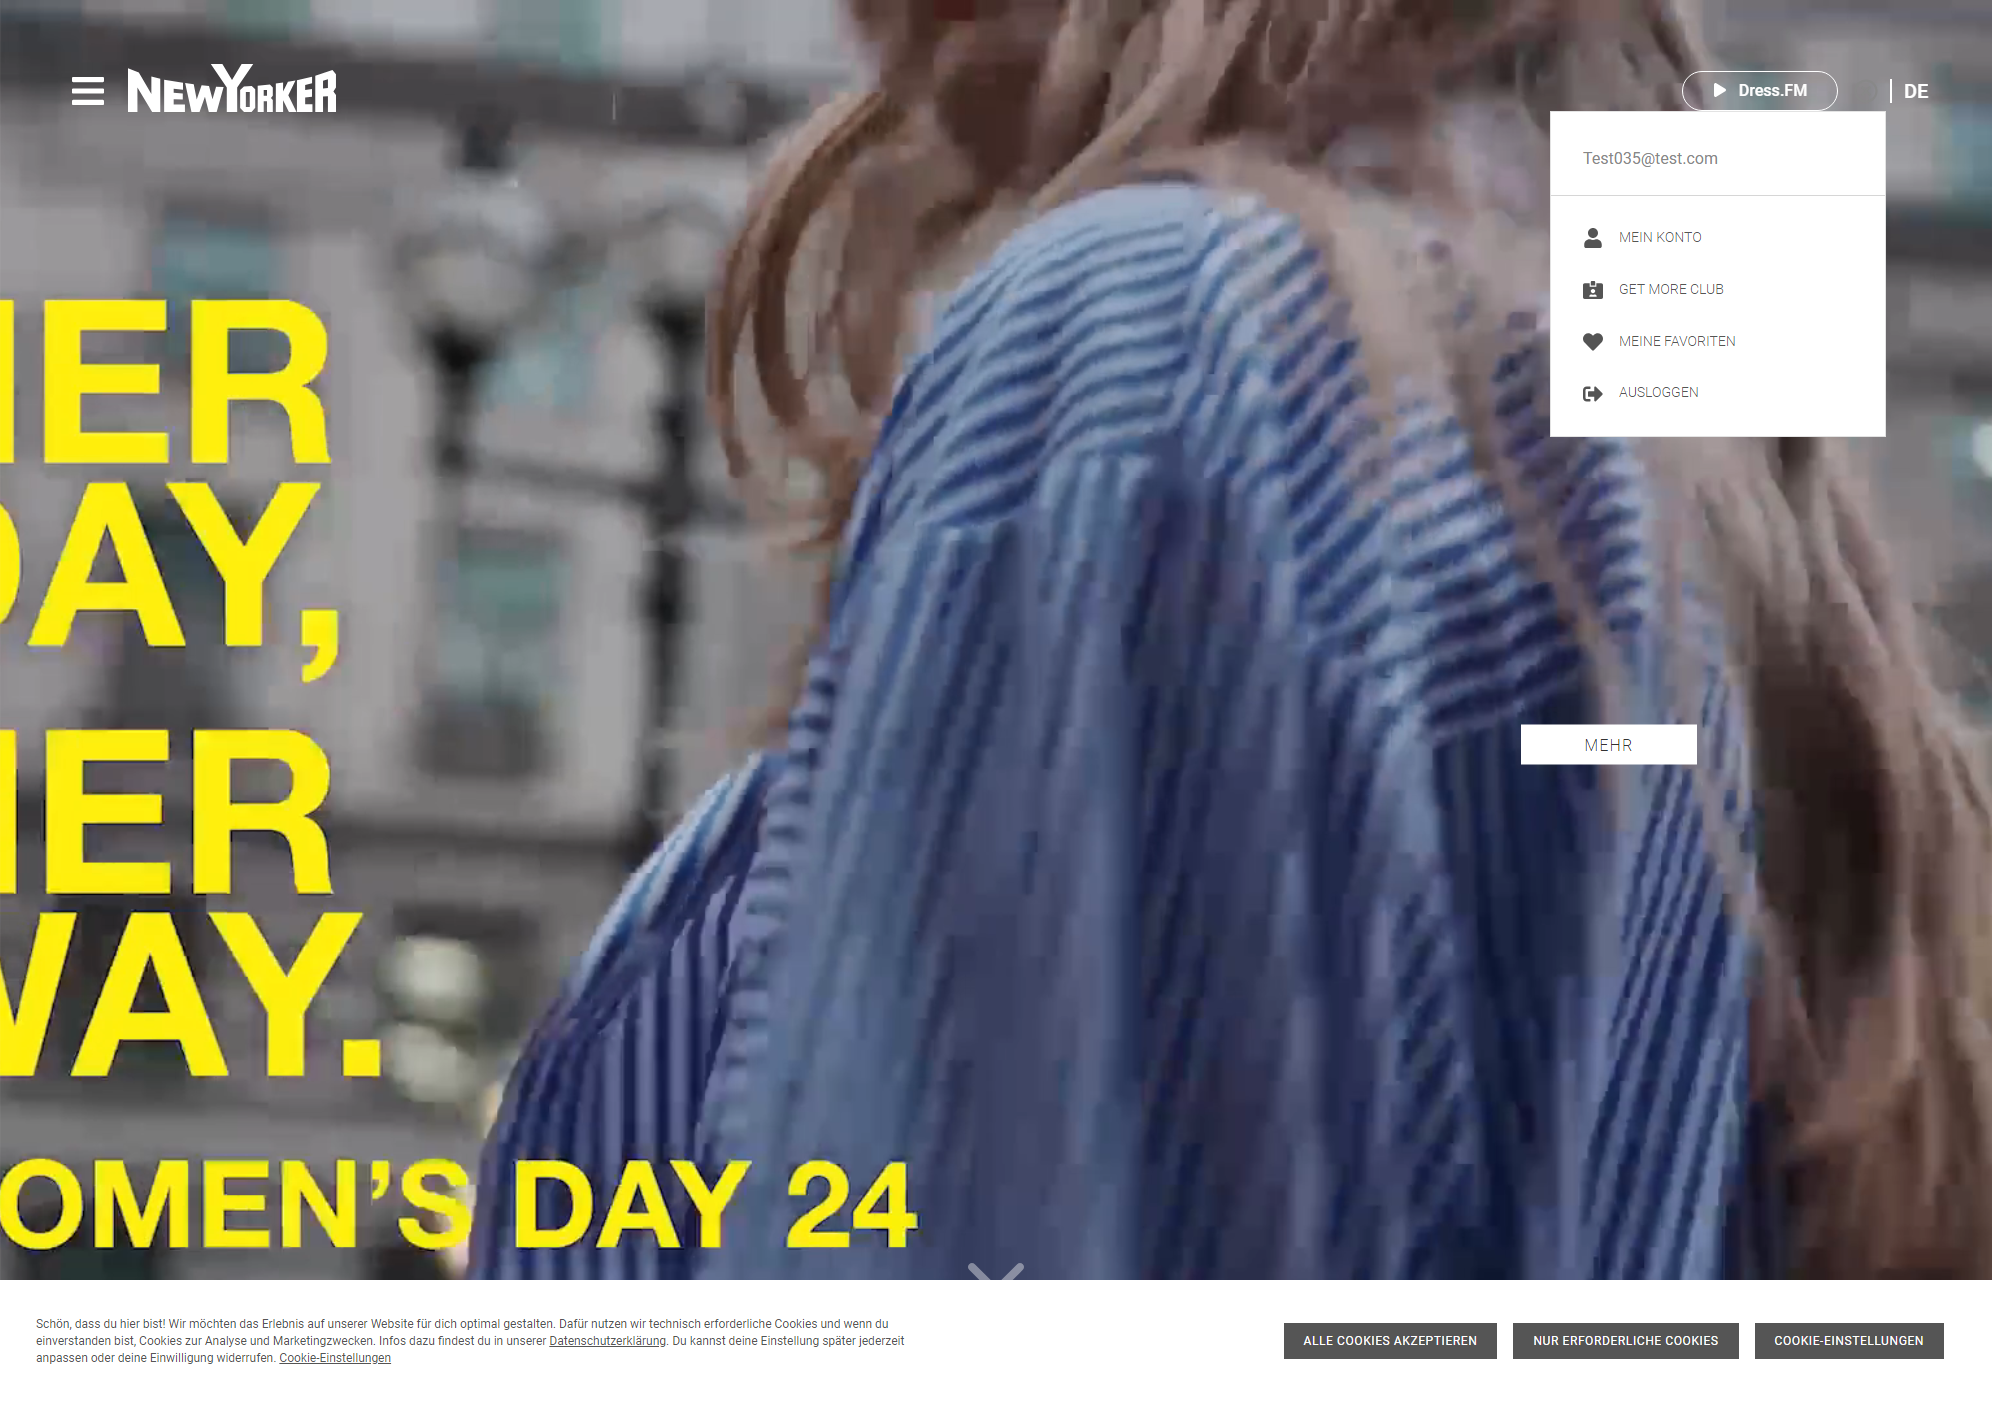 NEWYORKER
Dress.FM
DE
Test035@test.com
MEIN KONTO
GET MORE CLUB
MEINE FAVORITEN
AUSLOGGEN
HER
DAY,
HER
WAY.
MEHR
OMEN'S DAY 24
Schön, dass du hier bist! Wir möchten das Erlebnis auf unserer Website für dich optimal gestalten. Dafür nutzen wir technisch erforderliche Cookies und wenn du
einverstanden bist, Cookies zur Analyse und Marketingzwecken. Infos dazu findest du in unserer Datenschutzerklärung. Du kannst deine Einstellung später jederzeit
anpassen oder deine Einwilligung widerrufen. Cookie-Einstellungen
ALLE COOKIES AKZEPTIEREN
NUR ERFORDERLICHE COOKIES
COOKIE-EINSTELLUNGEN